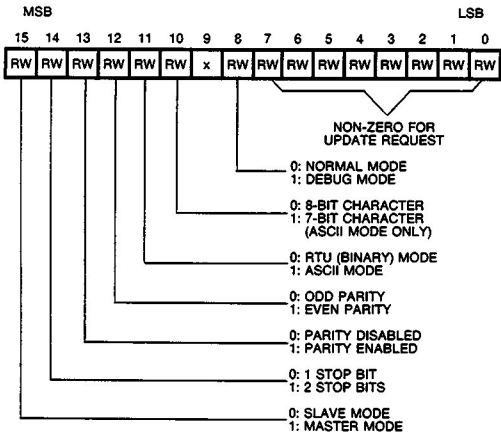 MSB LSB
15 14 13 12 11 10 9 8 7 6 5 4 3 2 1 0
RW RW RW RW RW RW x RW RW RW RW RW RW RW RW RW
NON-ZERO FOR
UPDATE REQUEST
0: NORMAL MODE
1: DEBUG MODE
0: 8-BIT CHARACTER
1: 7-BIT CHARACTER
(ASCII MODE ONLY)
0: RTU (BINARY) MODE
1: ASCII MODE
0: ODD PARITY
1: EVEN PARITY
0: PARITY DISABLED
1: PARITY ENABLED
0: 1 STOP BIT
1: 2 STOP BITS
0: SLAVE MODE
1: MASTER MODE